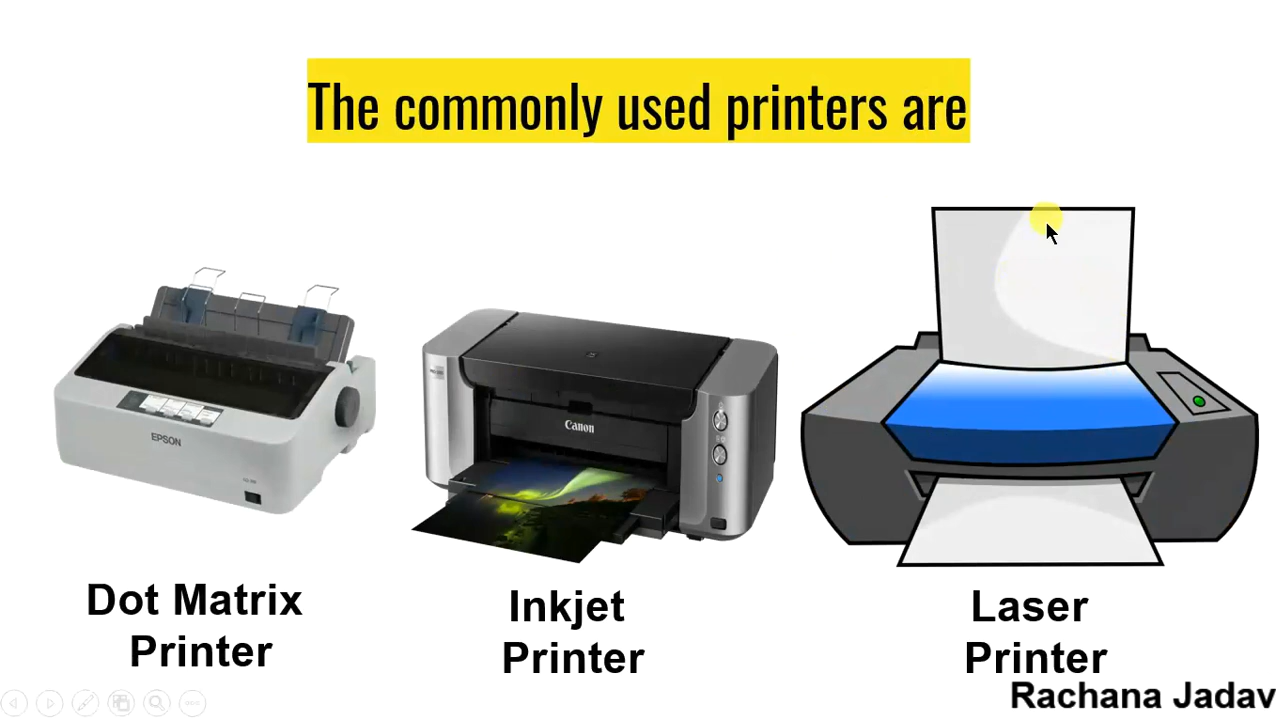 The commonly used printers are
EPSON
Canon
Dot Matrix
Printer
Inkjet
Printer
Laser
Printer
Rachana Jadav